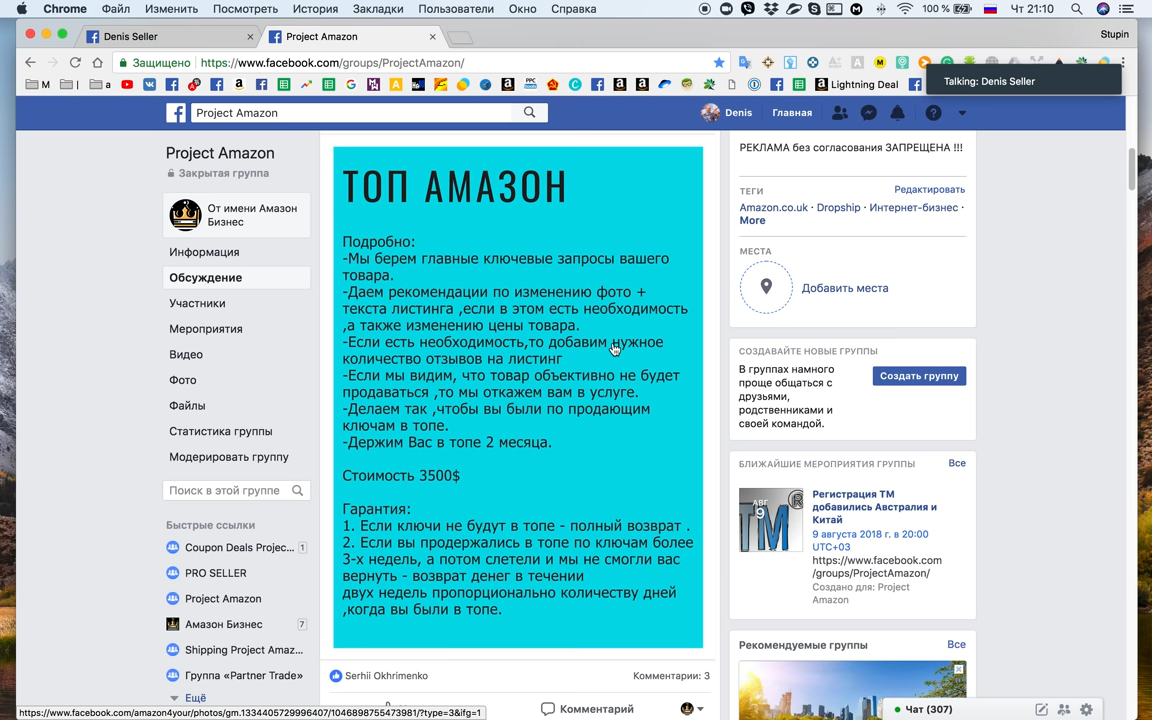 Chrome Файл Изменить Посмотреть История Закладки Пользователи Окно Справка 100 % Чт 21:10
Denis Seller Project Amazon Stupin
Защищено https://www.facebook.com/groups/ProjectAmazon/
M I a Lightning Deal
Talking: Denis Seller
Project Amazon Denis Главная
Project Amazon
Закрытая группа
От имени Амазон
Бизнес
Информация
Обсуждение
Участники
Мероприятия
Видео
Фото
Файлы
Статистика группы
Модерировать группу
Поиск в этой группе
Быстрые ссылки
Coupon Deals Projec... 1
PRO SELLER
Project Amazon
Амазон Бизнес 7
Shipping Project Amaz...
Группа «Partner Trade»
Ещё
https://www.facebook.com/amazon4your/photos/gm.1334405729996407/1046898755473981/?type=3&ifg=1
ТОП АМАЗОН
Подробно:
-Мы берем главные ключевые запросы вашего
товара.
-Даем рекомендации по изменению фото +
текста листинга ,если в этом есть необходимость
,а также изменению цены товара.
-Если есть необходимость,то добавим нужное
количество отзывов на листинг
-Если мы видим, что товар объективно не будет
продаваться ,то мы откажем вам в услуге.
-Делаем так ,чтобы вы были по продающим
ключам в топе.
-Держим Вас в топе 2 месяца.
Стоимость 3500$
Гарантия:
1. Если ключи не будут в топе - полный возврат .
2. Если вы продержались в топе по ключам более
3-х недель, а потом слетели и мы не смогли вас
вернуть - возврат денег в течении
двух недель пропорционально количеству дней
,когда вы были в топе.
Serhii Okhrimenko Комментарии: 3
Комментарий
РЕКЛАМА без согласования ЗАПРЕЩЕНА !!!
ТЕГИ Редактировать
Amazon.co.uk · Dropship · Интернет-бизнес ·
More
МЕСТА
Добавить места
СОЗДАВАЙТЕ НОВЫЕ ГРУППЫ
В группах намного
проще общаться с
друзьями,
родственниками и
своей командой.
Создать группу
БЛИЖАЙШИЕ МЕРОПРИЯТИЯ ГРУППЫ Все
АВГ
9
TM
Регистрация ТМ
добавились Австралия и
Китай
9 августа 2018 г. в 20:00
UTC+03
https://www.facebook.com
/groups/ProjectAmazon/
Создано для: Project
Amazon
Рекомендуемые группы Все
Чат (307)